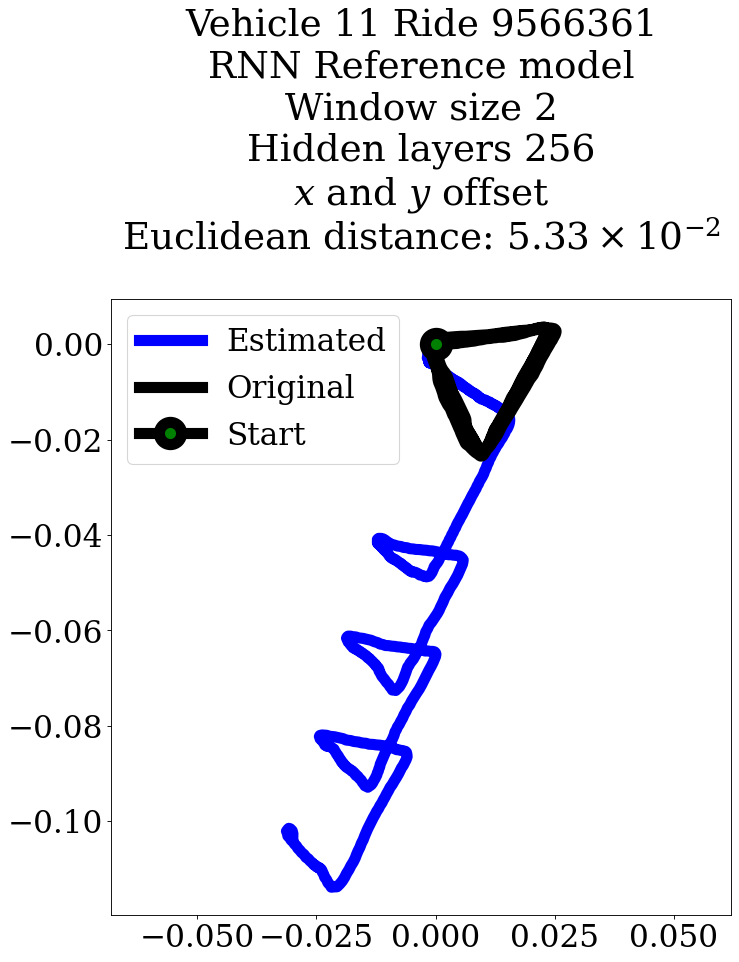 Vehicle 11 Ride 9566361
RNN Reference model
Window size 2
Hidden layers 256
x and y offset
Euclidean distance: 5.33 × 10⁻²
Estimated
Original
Start
0.00
−0.02
−0.04
−0.06
−0.08
−0.10
−0.050 −0.025 0.000 0.025 0.050